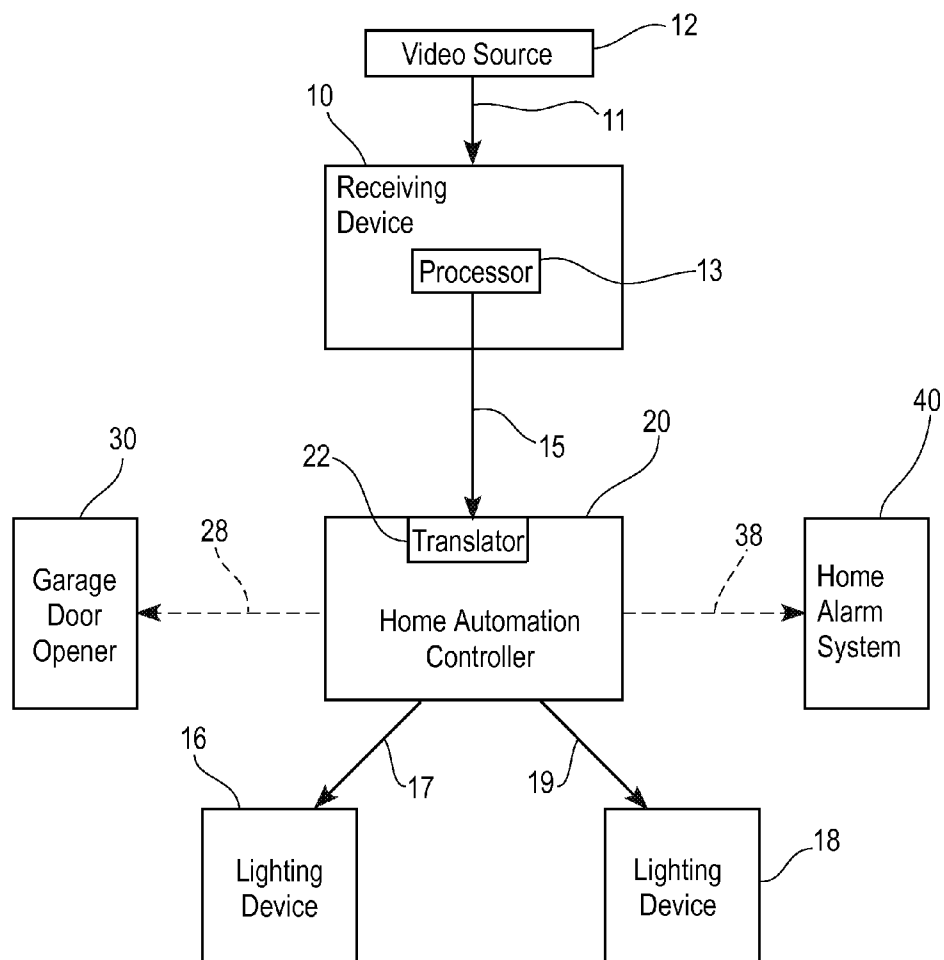 12
Video Source
10
11
Receiving
Device
Processor
13
15
20
40
30
22
Translator
28
38
Garage
Door
Opener
Home Automation
Controller
Home
Alarm
System
16
17
19
18
Lighting
Device
Lighting
Device